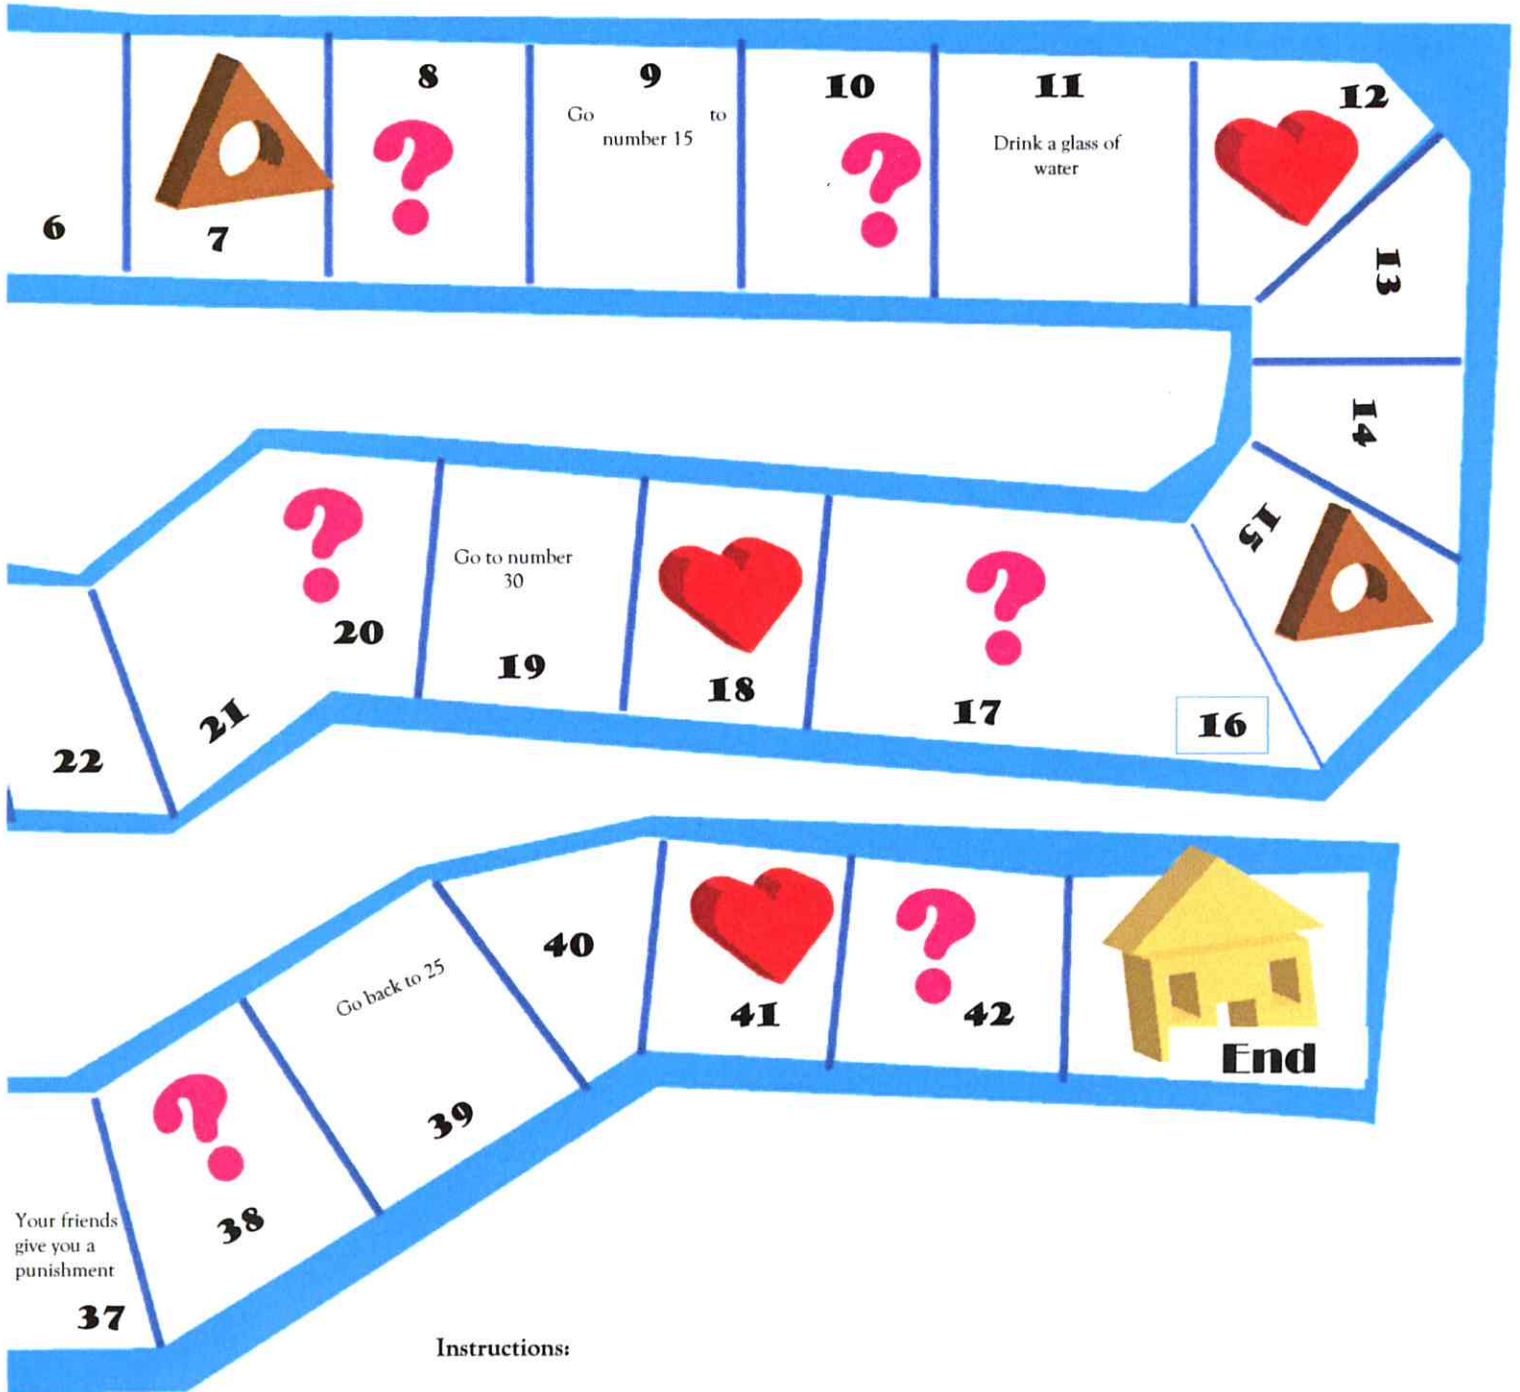 6
7
8
9
Go to
number 15
10
11
Drink a glass of
water
12
13
14
15
16
17
18
Go to number
30
19
20
21
22
Your friends
give you a
punishment
37
38
Go back to 25
39
40
41
42
End
Instructions: